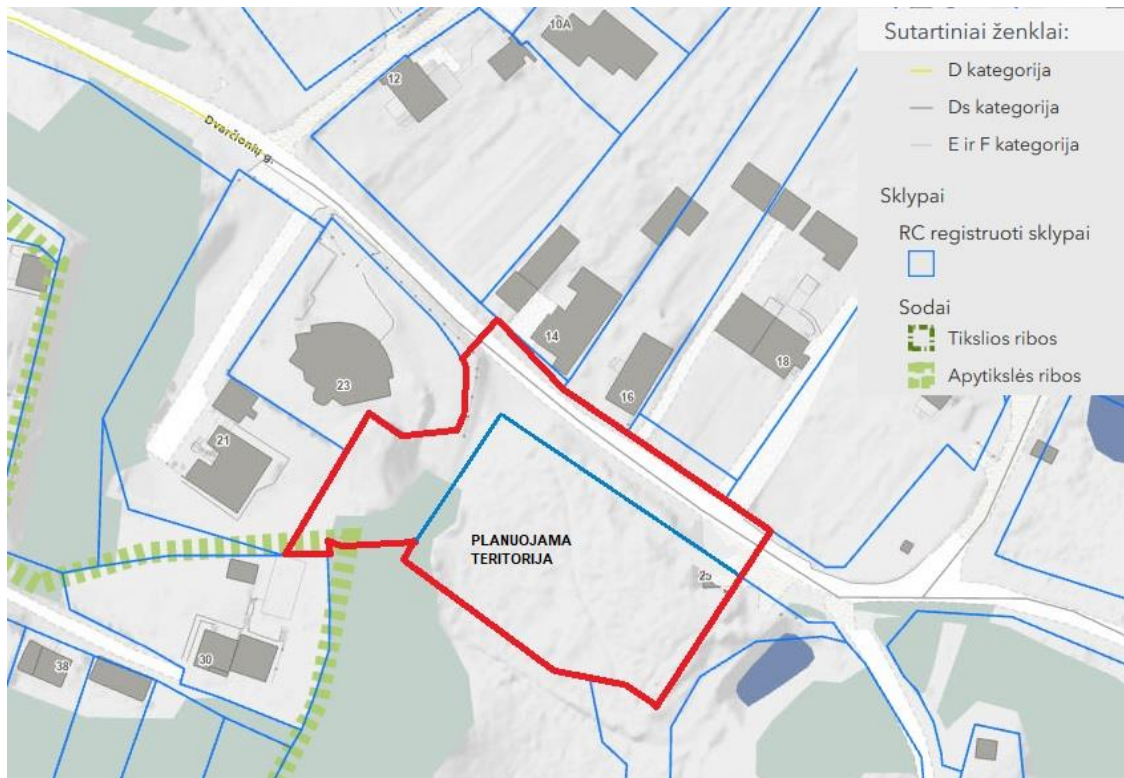 Sutartiniai ženklai:
D kategorija
Ds kategorija
E ir F kategorija
Sklypai
RC registruoti sklypai
Sodai
Tikslios ribos
Apytikslės ribos
10A
12
Dvarčionių g.
14
16
18
23
21
PLANUOJAMA
TERITORIJA
25
30
38